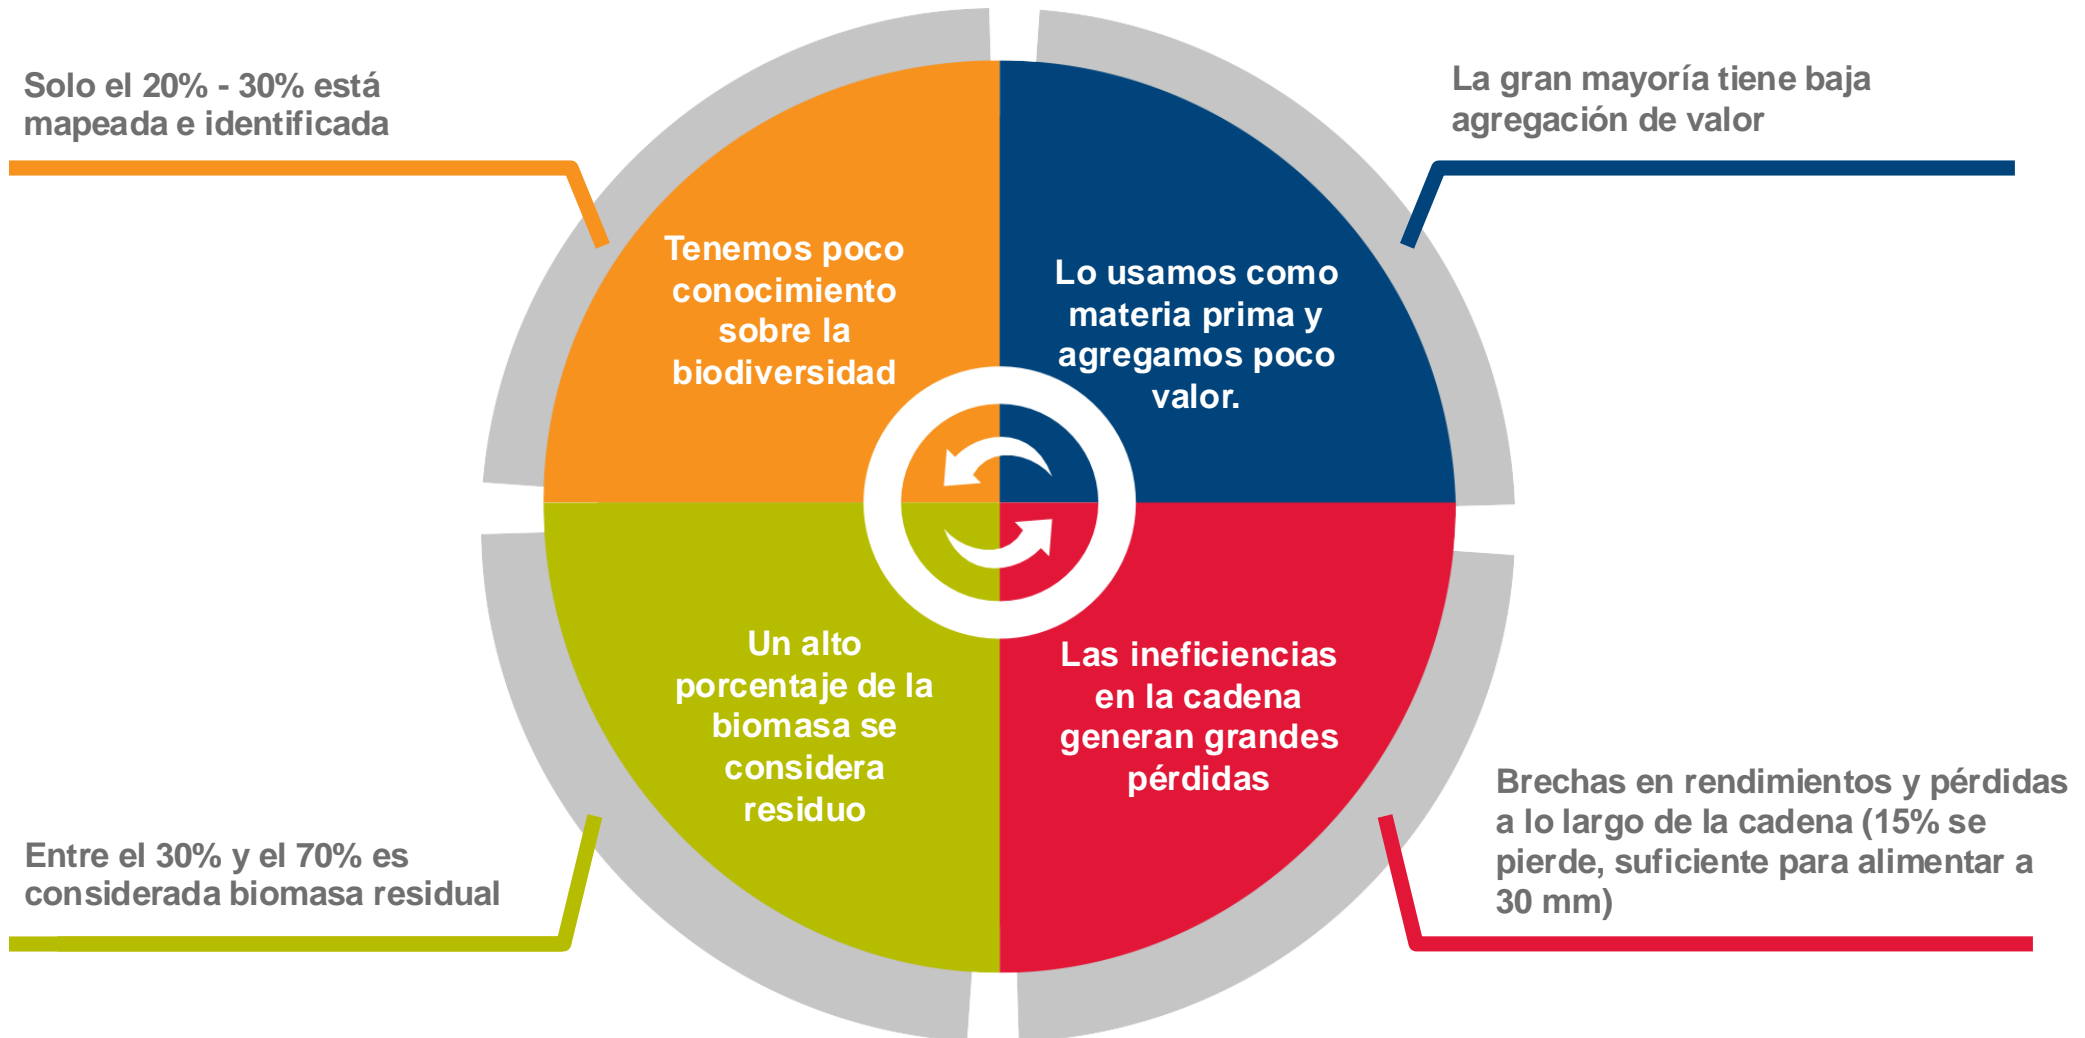 Solo el 20% - 30% está
mapeada e identificada
La gran mayoría tiene baja
agregación de valor
Tenemos poco
conocimiento
sobre la
biodiversidad
Lo usamos como
materia prima y
agregamos poco
valor.
Un alto
porcentaje de la
biomasa se
considera
residuo
Las ineficiencias
en la cadena
generan grandes
pérdidas
Entre el 30% y el 70% es
considerada biomasa residual
Brechas en rendimientos y pérdidas
a lo largo de la cadena (15% se
pierde, suficiente para alimentar a
30 mm)